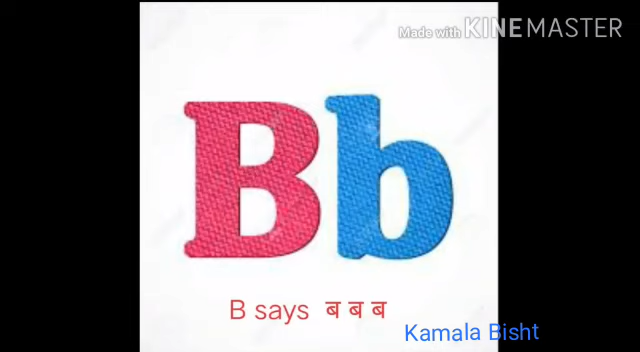 Made with KINEMASTER
Bb
B says ब ब ब
Kamala Bisht